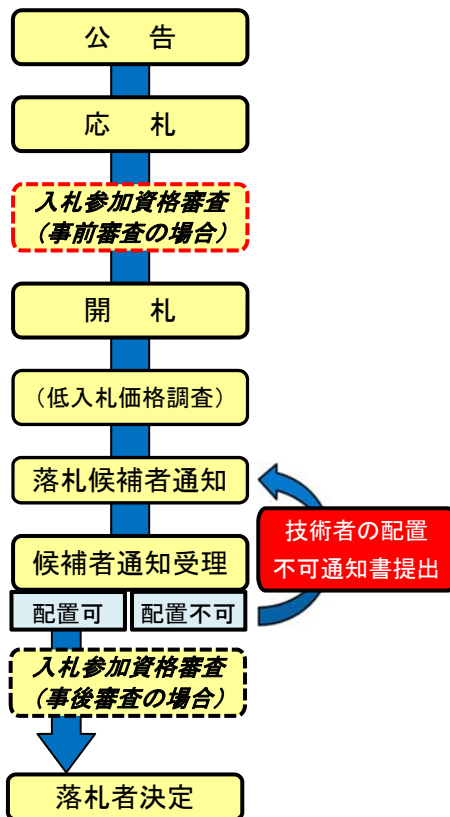 公　告
応　札
入札参加資格審査
（事前審査の場合）
開　札
（低入札価格調査）
落札候補者通知
候補者通知受理
技術者の配置
不可通知書提出
配置可
配置不可
入札参加資格審査
（事後審査の場合）
落札者決定